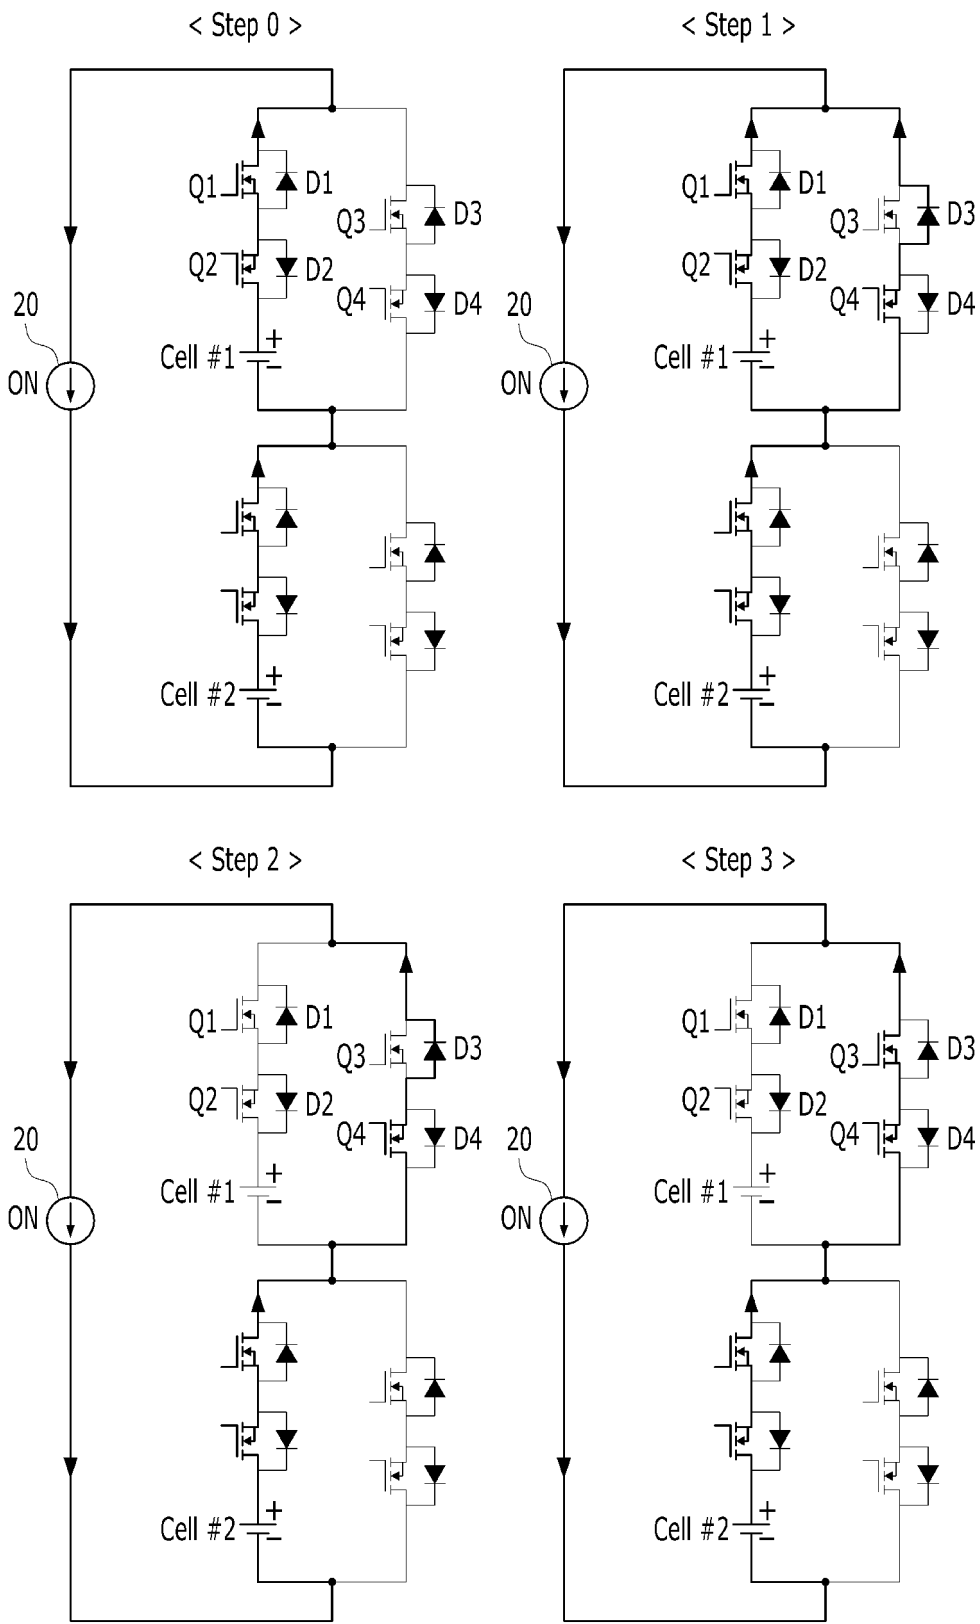 < Step 0 >
Q1
D1
Q3
D3
Q2
D2
Q4
D4
20
Cell #1
+
−
ON
Cell #2
+
−
< Step 1 >
Q1
D1
Q3
D3
Q2
D2
Q4
D4
20
Cell #1
+
−
ON
Cell #2
+
−
< Step 2 >
Q1
D1
Q3
D3
Q2
D2
Q4
D4
20
Cell #1
+
−
ON
Cell #2
+
−
< Step 3 >
Q1
D1
Q3
D3
Q2
D2
Q4
D4
20
Cell #1
+
−
ON
Cell #2
+
−